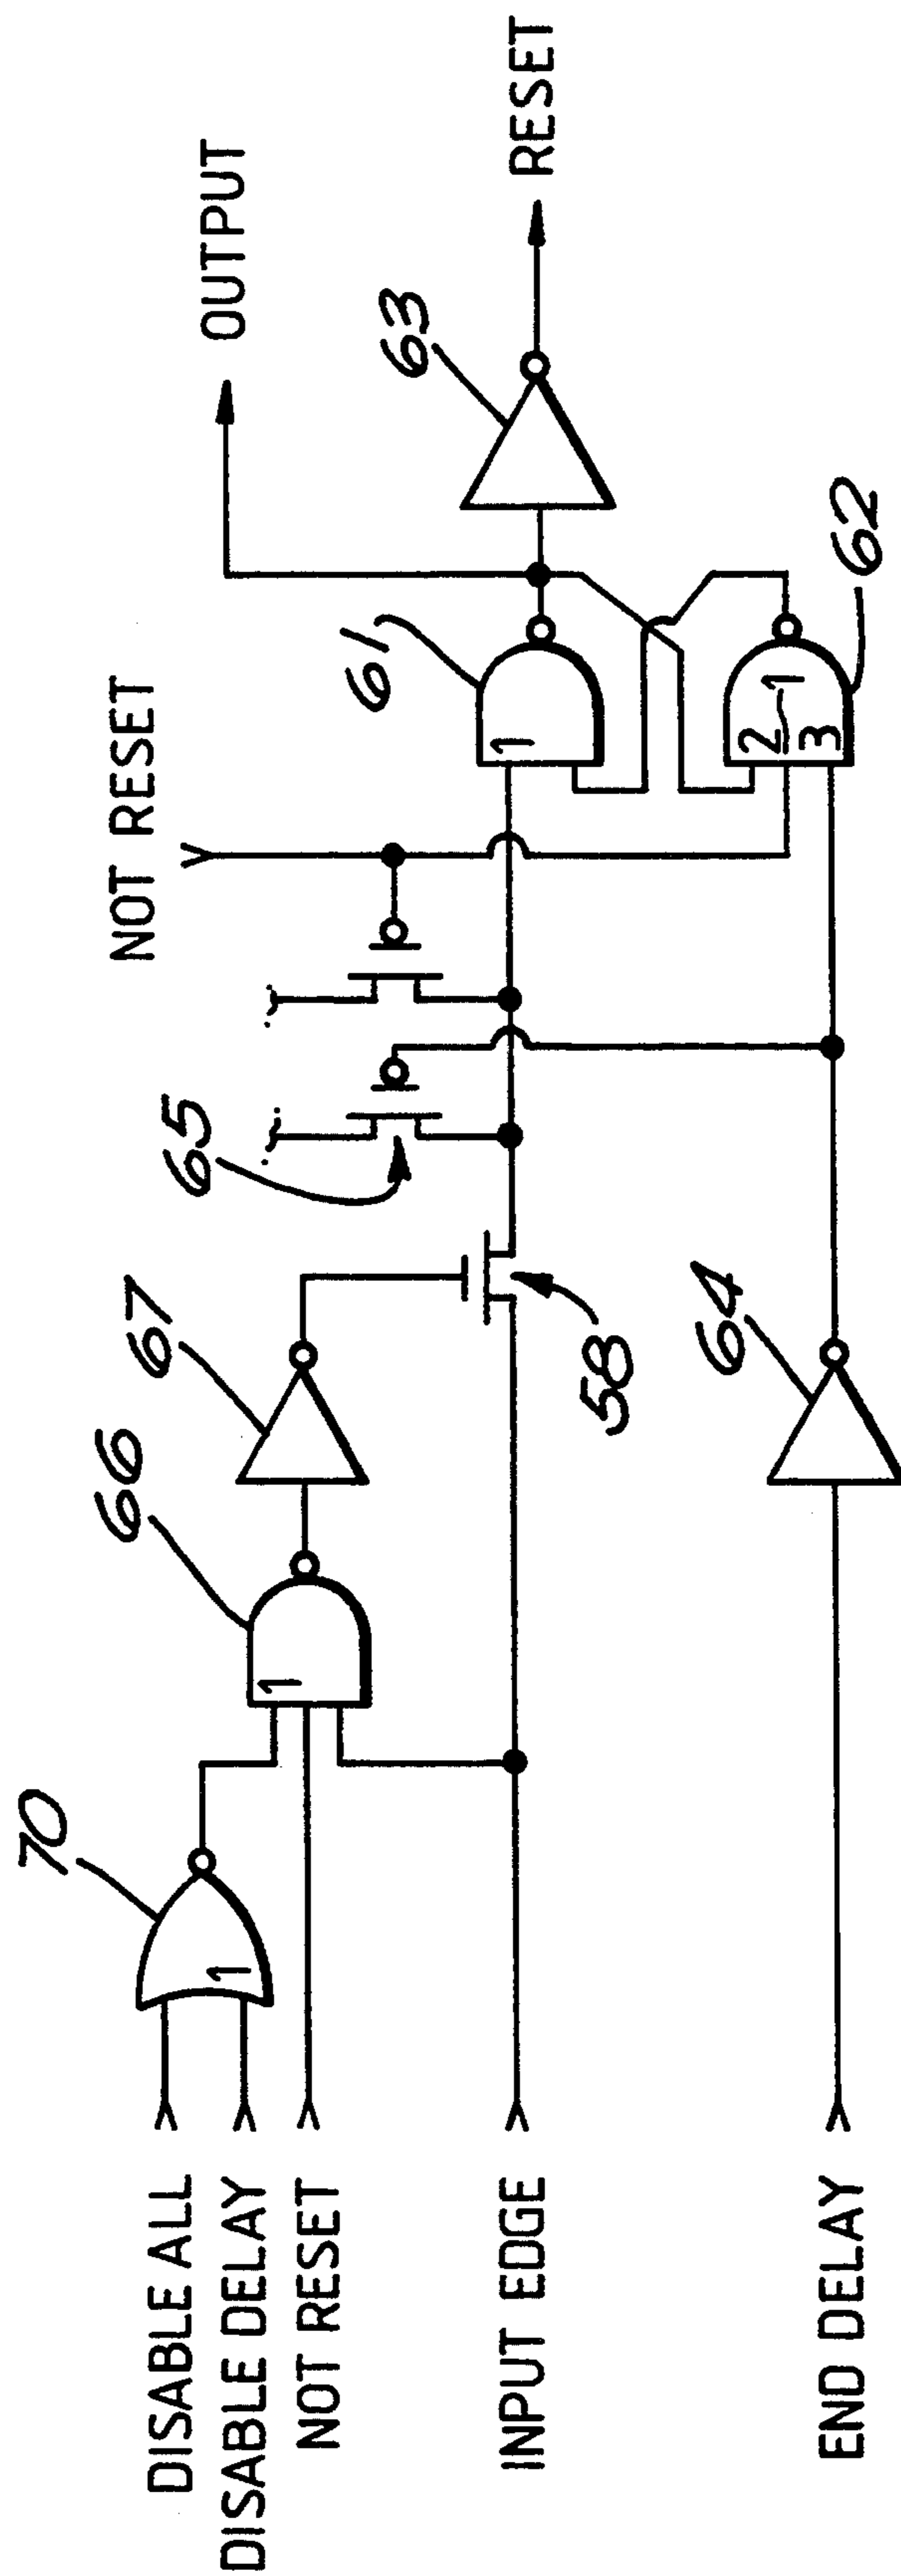 DISABLE ALL
DISABLE DELAY
NOT RESET
INPUT EDGE
END DELAY
70
1
66
1
67
58
64
65
NOT RESET
61
1
62
2
1
3
63
OUTPUT
RESET